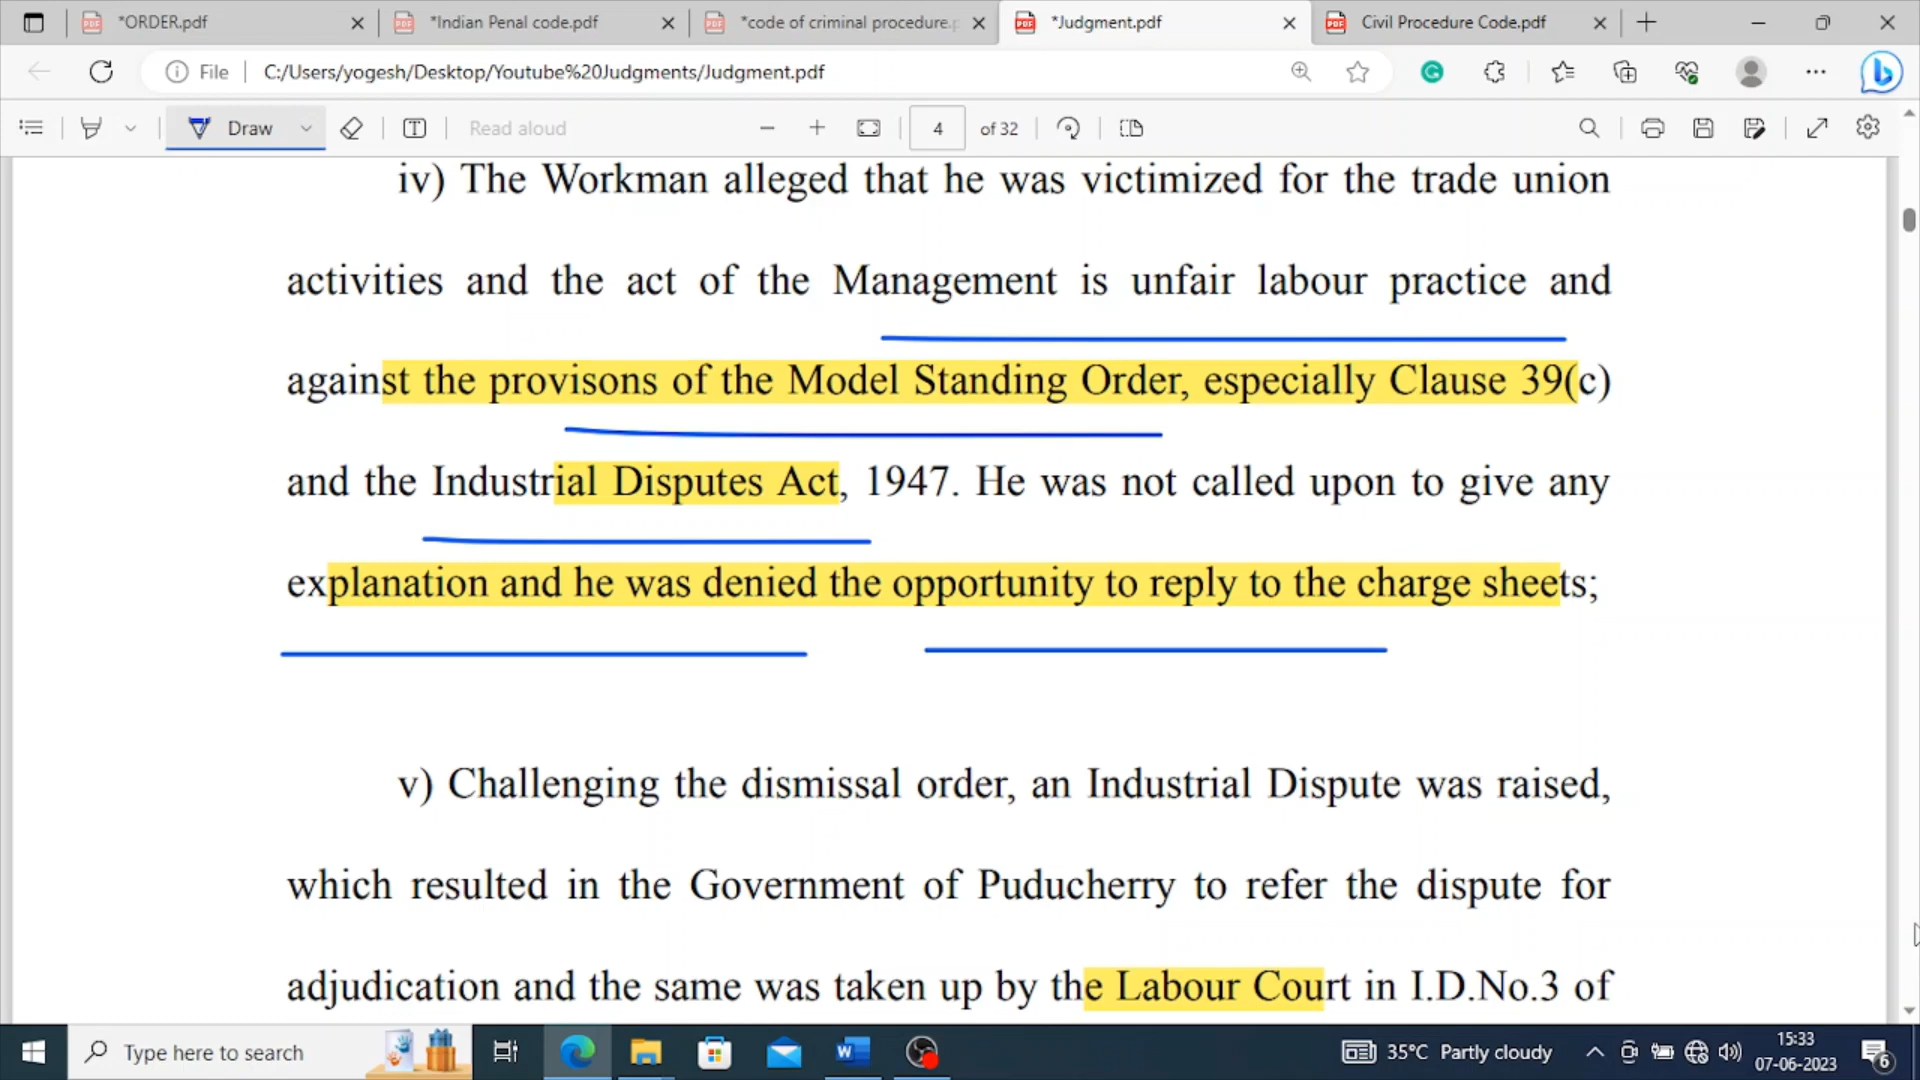 *ORDER.pdf
*Indian Penal code.pdf
*code of criminal procedure.p
*Judgment.pdf
Civil Procedure Code.pdf
File
C:/Users/yogesh/Desktop/Youtube%20Judgments/Judgment.pdf
Draw
Read aloud
4
of 32
iv) The Workman alleged that he was victimized for the trade union
activities and the act of the Management is unfair labour practice and
against the provisons of the Model Standing Order, especially Clause 39(c)
and the Industrial Disputes Act, 1947. He was not called upon to give any
explanation and he was denied the opportunity to reply to the charge sheets;
v) Challenging the dismissal order, an Industrial Dispute was raised,
which resulted in the Government of Puducherry to refer the dispute for
adjudication and the same was taken up by the Labour Court in I.D.No.3 of
Type here to search
35°C Partly cloudy
15:33
07-06-2023
6